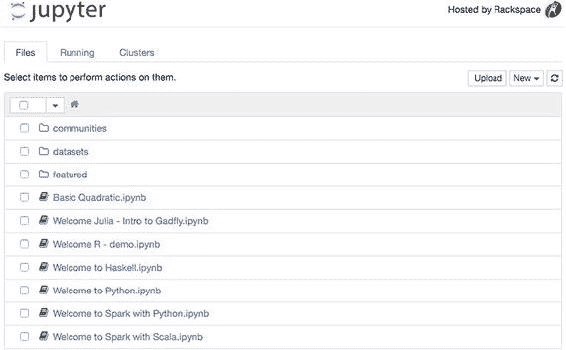 jupyter
Hosted by Rackspace
Files Running Clusters
Select items to perform actions on them.
Upload New
communities
datasets
featured
Basic Quadratic.ipynb
Welcome Julia - Intro to Gadfly.ipynb
Welcome R - demo.ipynb
Welcome to Haskell.ipynb
Welcome to Python.ipynb
Welcome to Spark with Python.ipynb
Welcome to Spark with Scala.ipynb